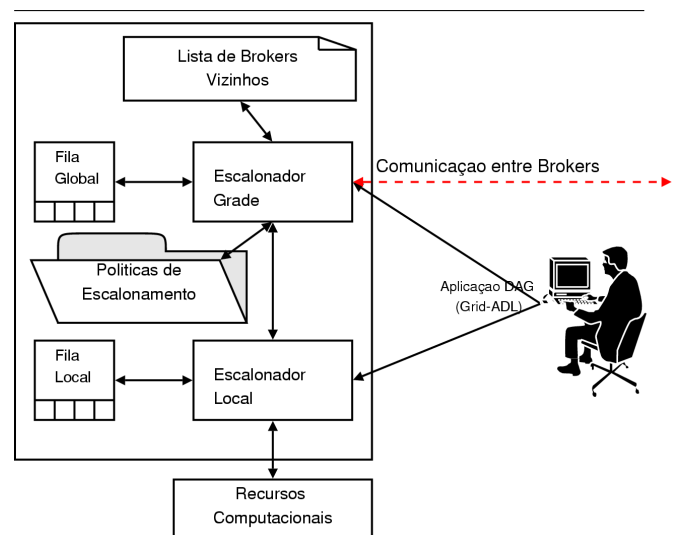 Lista de Brokers
Vizinhos
Fila
Global
Escalonador
Grade
Comunicaçao entre Brokers
Politicas de
Escalonamento
Aplicaçao DAG
(Grid-ADL)
Fila
Local
Escalonador
Local
Recursos
Computacionais